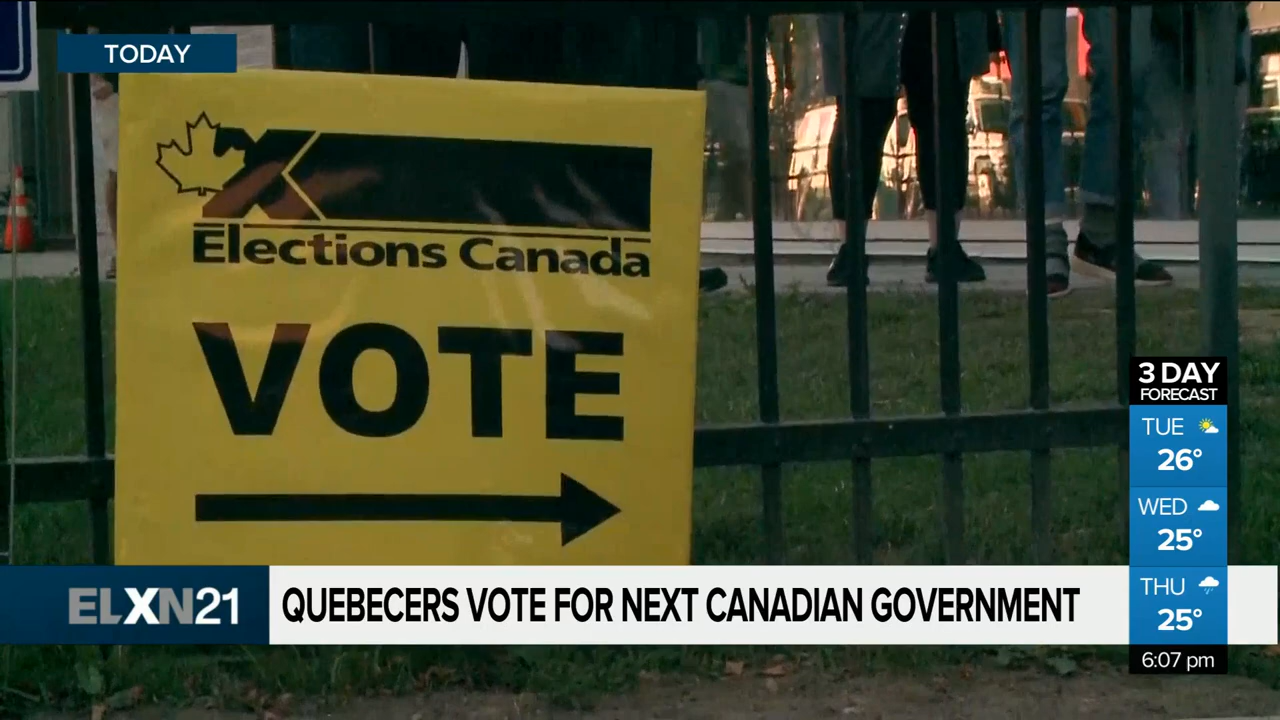 TODAY
Elections Canada
VOTE
3 DAY
FORECAST
TUE
26°
WED
25°
THU
25°
6:07 pm
ELXN21
QUEBECERS VOTE FOR NEXT CANADIAN GOVERNMENT